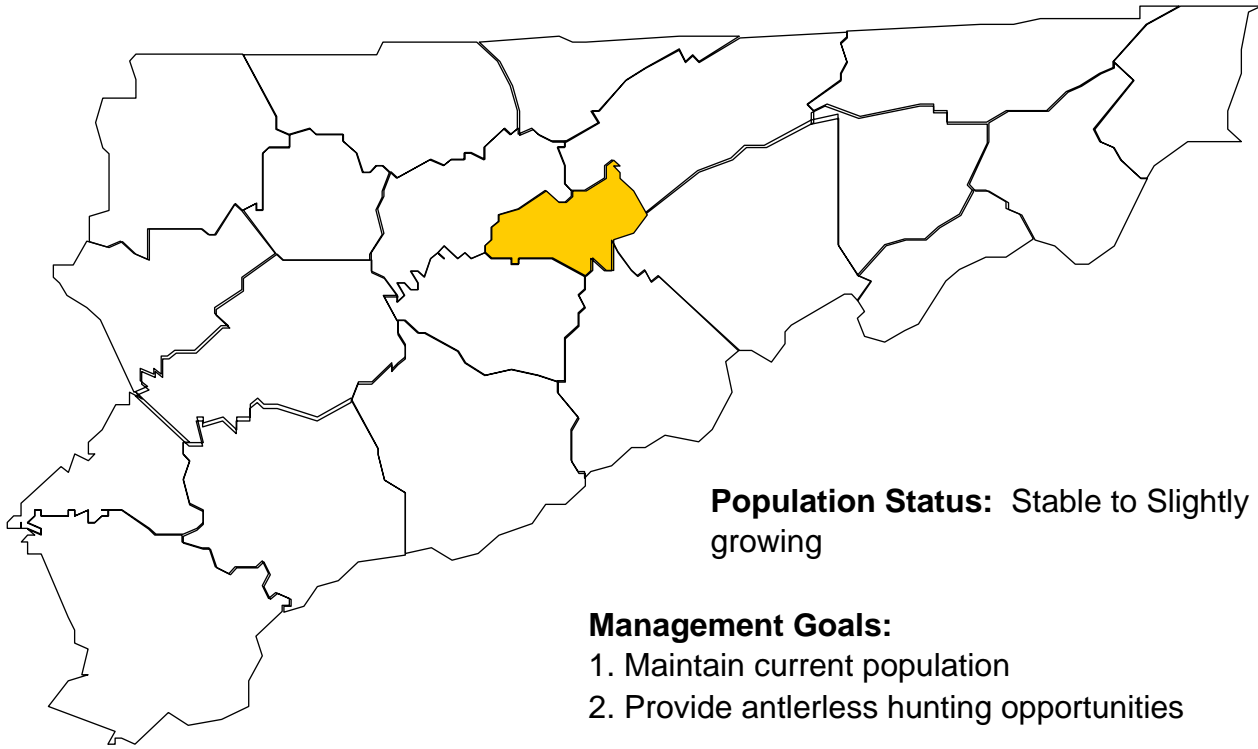 Population Status: Stable to Slightly
growing
Management Goals:
1. Maintain current population
2. Provide antlerless hunting opportunities